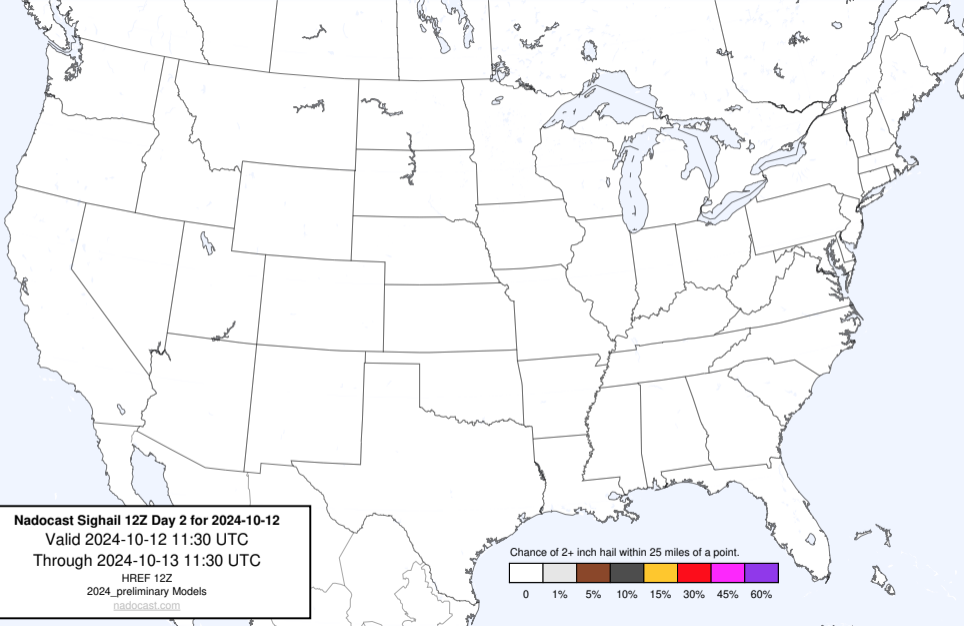 Nadocast Sighail 12Z Day 2 for 2024-10-12
Valid 2024-10-12 11:30 UTC
Through 2024-10-13 11:30 UTC
HREF 12Z
2024_preliminary Models
nadocast.com
Chance of 2+ inch hail within 25 miles of a point.
0 1% 5% 10% 15% 30% 45% 60%